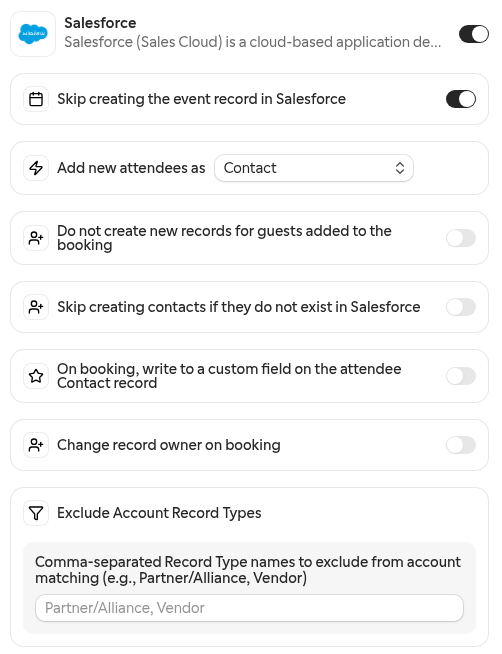 salesforce
Salesforce
Salesforce (Sales Cloud) is a cloud-based application de...
Skip creating the event record in Salesforce
Add new attendees as
Contact
Do not create new records for guests added to the
booking
Skip creating contacts if they do not exist in Salesforce
On booking, write to a custom field on the attendee
Contact record
Change record owner on booking
Exclude Account Record Types
Comma-separated Record Type names to exclude from account
matching (e.g., Partner/Alliance, Vendor)
Partner/Alliance, Vendor